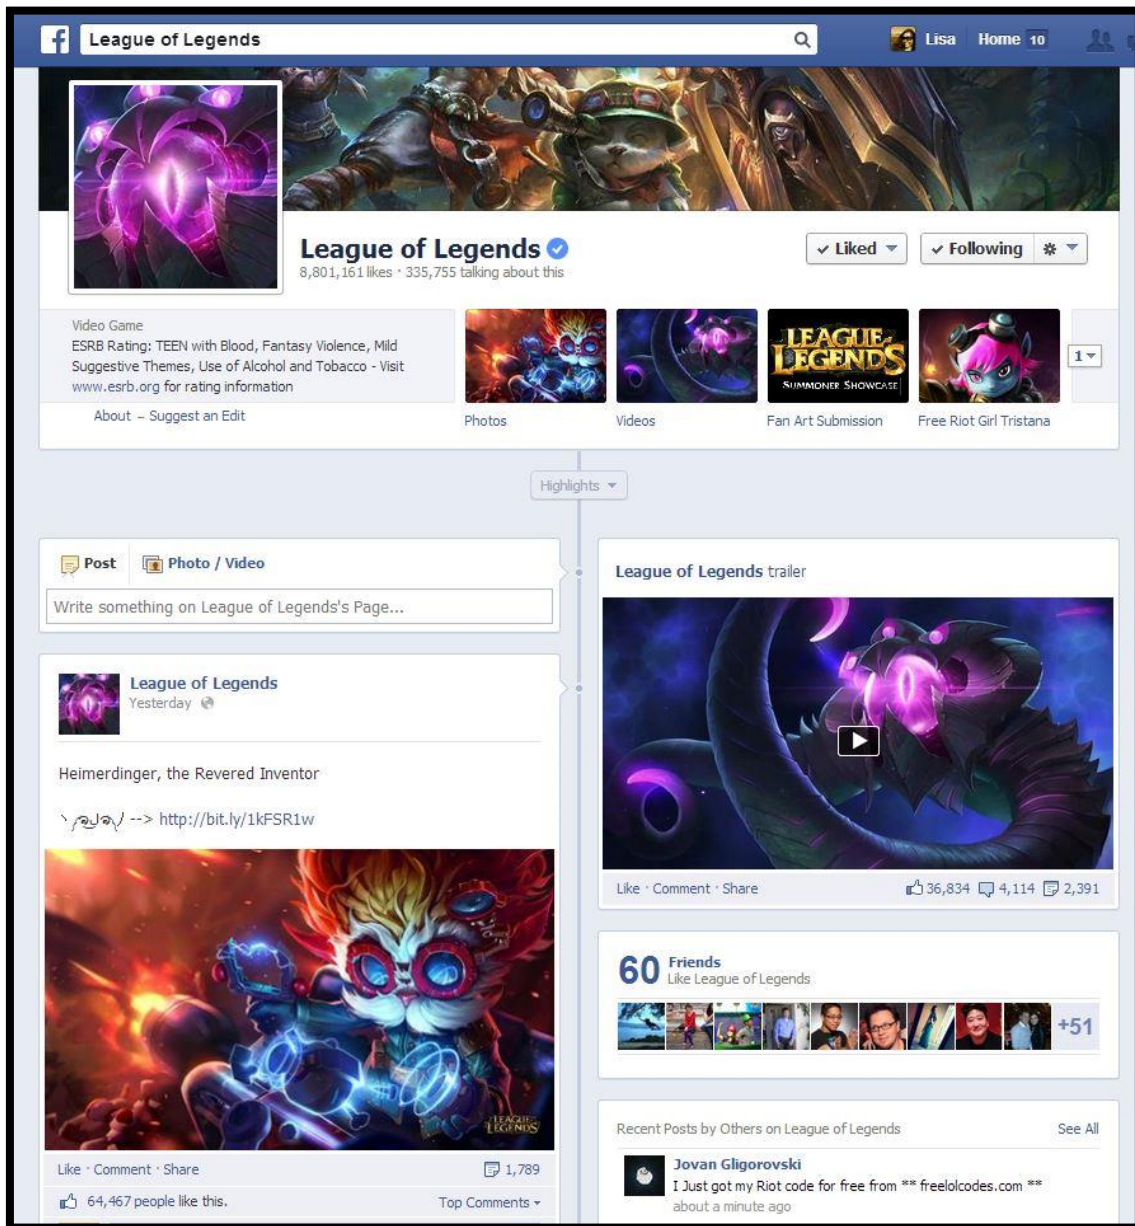 League of Legends
Lisa
Home 10
League of Legends
8,801,161 likes · 335,755 talking about this
✓ Liked
✓ Following
Video Game
ESRB Rating: TEEN with Blood, Fantasy Violence, Mild
Suggestive Themes, Use of Alcohol and Tobacco - Visit
www.esrb.org for rating information
About – Suggest an Edit
LEAGUE OF
LEGENDS
SUMMONER SHOWCASE
1
Photos
Videos
Fan Art Submission
Free Riot Girl Tristana
Highlights
Post
Photo / Video
Write something on League of Legends's Page...
League of Legends
Yesterday
Heimerdinger, the Revered Inventor
--> http://bit.ly/1kFSR1w
LEAGUE OF
LEGENDS
Like · Comment · Share
1,789
64,467 people like this.
Top Comments
League of Legends trailer
Like · Comment · Share
36,834
4,114
2,391
60 Friends
Like League of Legends
+51
Recent Posts by Others on League of Legends
See All
Jovan Gligorovski
I Just got my Riot code for free from ** freelolcodes.com **
about a minute ago